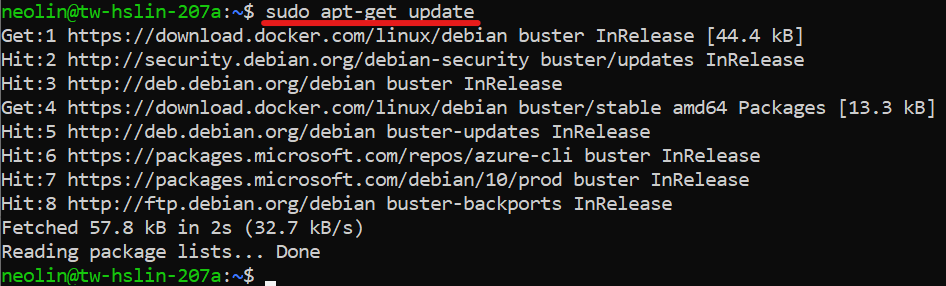 neolin@tw-hslin-207a:~$ sudo apt-get update
Get:1 https://download.docker.com/linux/debian buster InRelease [44.4 kB]
Hit:2 http://security.debian.org/debian-security buster/updates InRelease
Hit:3 http://deb.debian.org/debian buster InRelease
Get:4 https://download.docker.com/linux/debian buster/stable amd64 Packages [13.3 kB]
Hit:5 http://deb.debian.org/debian buster-updates InRelease
Hit:6 https://packages.microsoft.com/repos/azure-cli buster InRelease
Hit:7 https://packages.microsoft.com/debian/10/prod buster InRelease
Hit:8 http://ftp.debian.org/debian buster-backports InRelease
Fetched 57.8 kB in 2s (32.7 kB/s)
Reading package lists... Done
neolin@tw-hslin-207a:~$